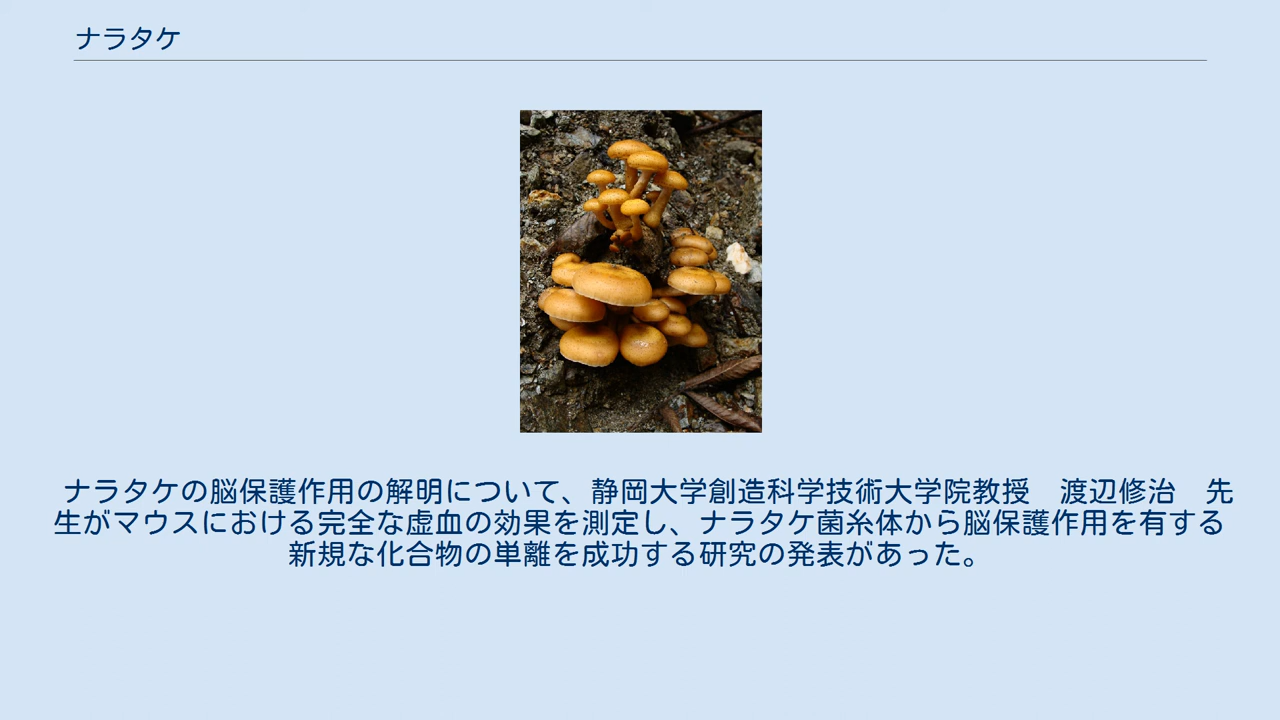 ナラタケ
ナラタケの脳保護作用の解明について、静岡大学創造科学技術大学院教授　渡辺修治　先
生がマウスにおける完全な虚血の効果を測定し、ナラタケ菌糸体から脳保護作用を有する
新規な化合物の単離を成功する研究の発表があった。